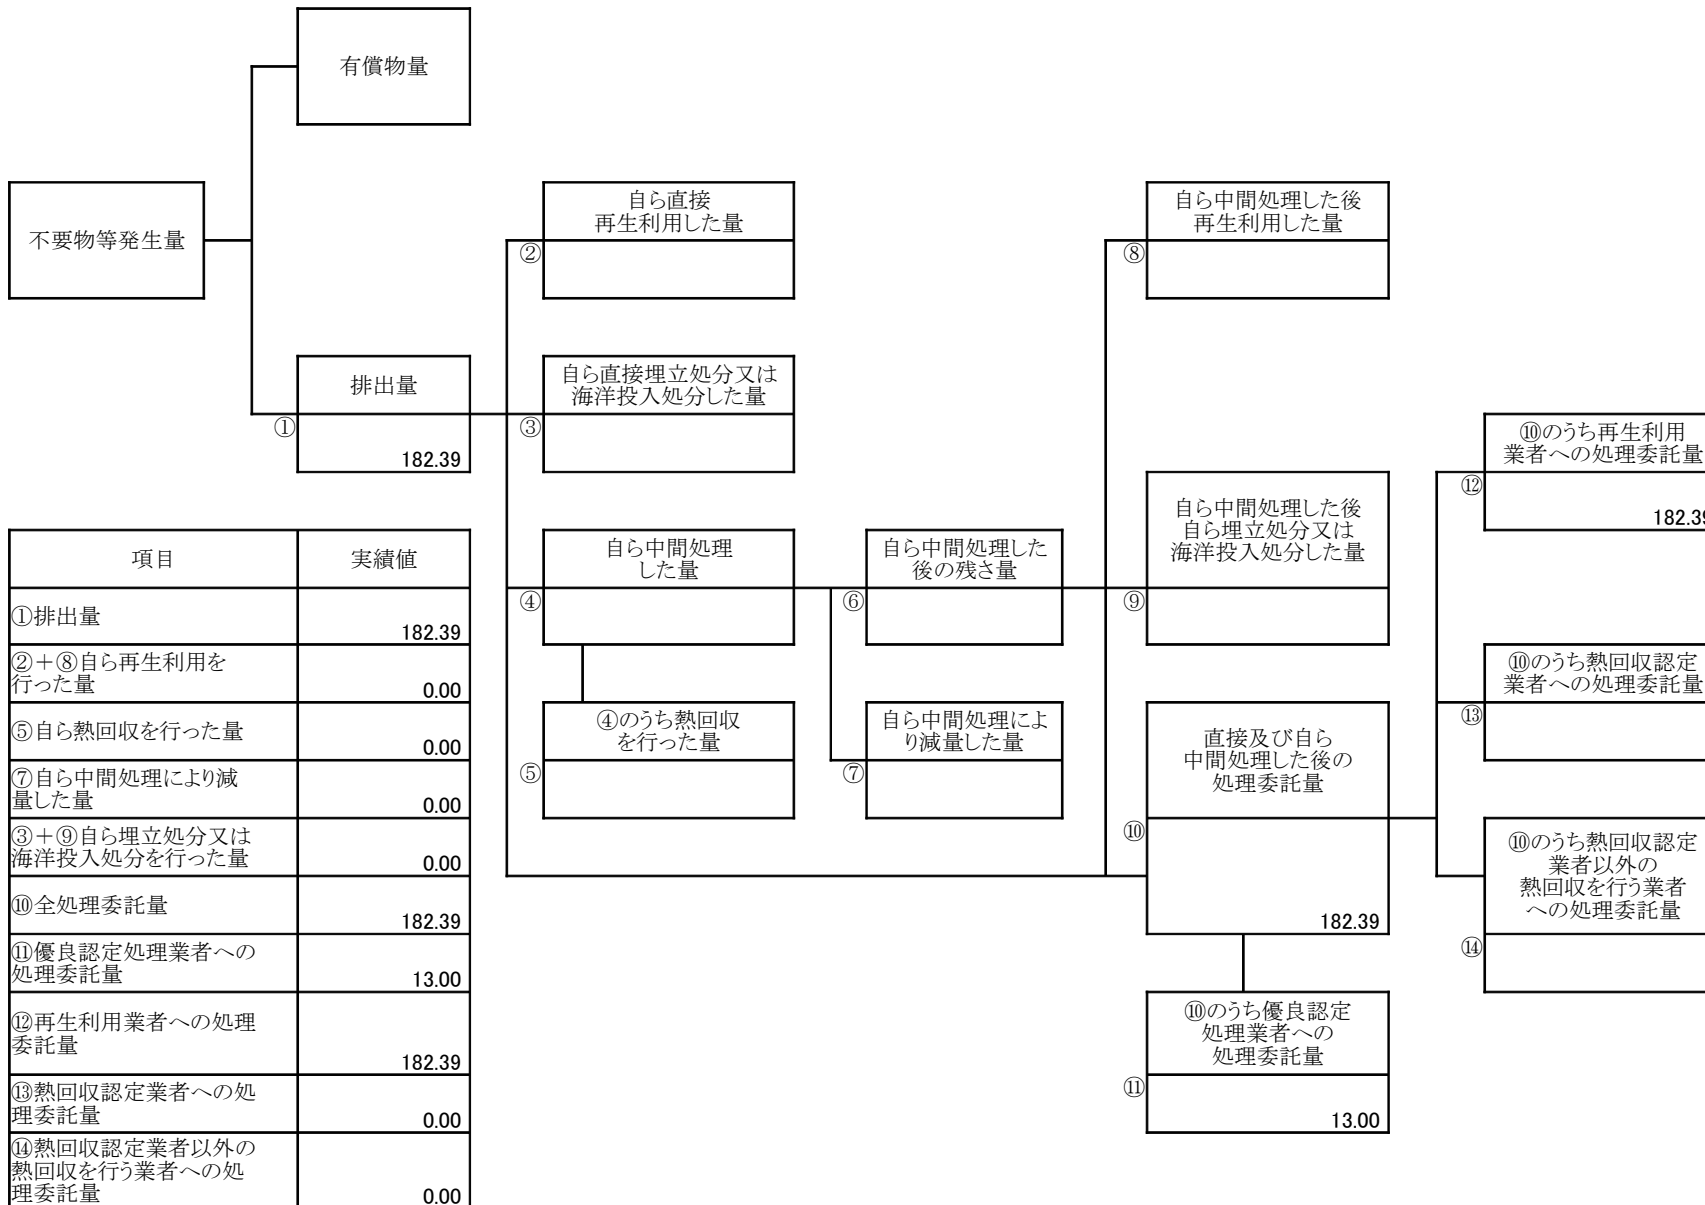 有償物量
不要物等発生量
自ら直接
再生利用した量
②
自ら中間処理した後
再生利用した量
⑧
排出量
①
182.39
自ら直接埋立処分又は
海洋投入処分した量
③
⑩のうち再生利用
業者への処理委託量
⑫
182.39
自ら中間処理
した量
④
自ら中間処理した
後の残さ量
⑥
自ら中間処理した後
自ら埋立処分又は
海洋投入処分した量
⑨
④のうち熱回収
を行った量
⑤
自ら中間処理によ
り減量した量
⑦
直接及び自ら
中間処理した後の
処理委託量
⑩
182.39
⑩のうち熱回収認定
業者への処理委託量
⑬
⑩のうち熱回収認定
業者以外の
熱回収を行う業者
への処理委託量
⑭
⑩のうち優良認定
処理業者への
処理委託量
⑪
13.00
項目 実績値
①排出量
182.39
②+⑧自ら再生利用を
行った量
0.00
⑤自ら熱回収を行った量
0.00
⑦自ら中間処理により減
量した量
0.00
③+⑨自ら埋立処分又は
海洋投入処分を行った量
0.00
⑩全処理委託量
182.39
⑪優良認定処理業者への
処理委託量
13.00
⑫再生利用業者への処理
委託量
182.39
⑬熱回収認定業者への処
理委託量
0.00
⑭熱回収認定業者以外の
熱回収を行う業者への処
理委託量
0.00